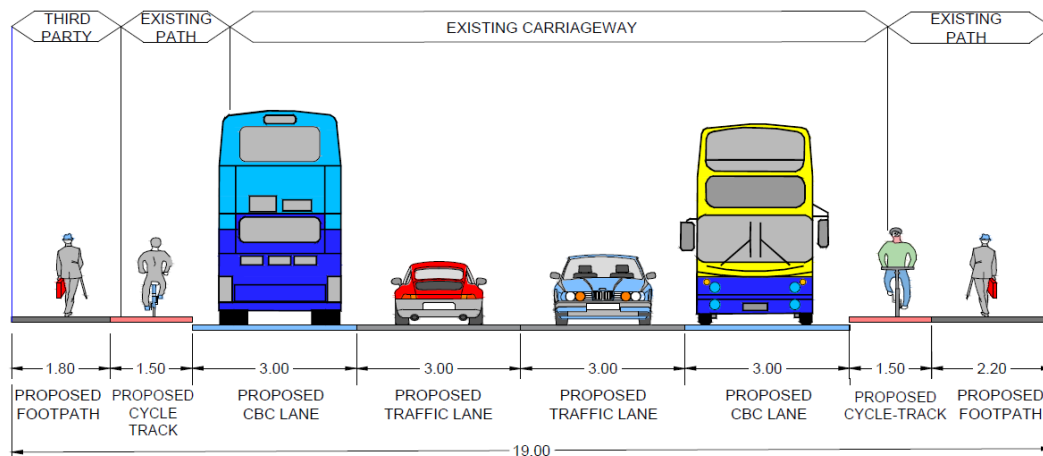 THIRD
PARTY
EXISTING
PATH
EXISTING CARRIAGEWAY
EXISTING
PATH
1.80
1.50
3.00
3.00
3.00
3.00
1.50
2.20
PROPOSED
FOOTPATH
PROPOSED
CYCLE
TRACK
PROPOSED
CBC LANE
PROPOSED
TRAFFIC LANE
PROPOSED
TRAFFIC LANE
PROPOSED
CBC LANE
PROPOSED
CYCLE-TRACK
PROPOSED
FOOTPATH
19.00